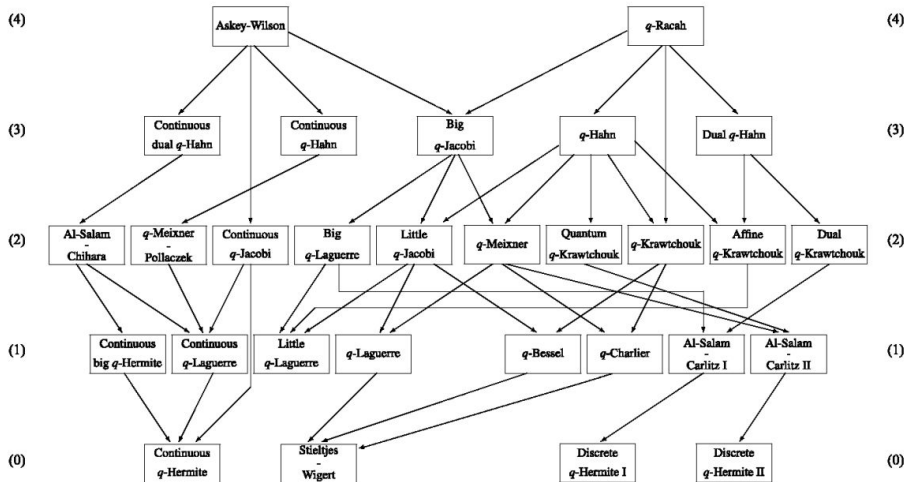 (4)
Askey-Wilson
q-Racah
(4)
(3)
Continuous
dual q-Hahn
Continuous
q-Hahn
Big
q-Jacobi
q-Hahn
Dual q-Hahn
(3)
(2)
Al-Salam
-
Chihara
q-Meixner
-
Pollaczek
Continuous
q-Jacobi
Big
q-Laguerre
Little
q-Jacobi
q-Meixner
Quantum
q-Krawtchouk
q-Krawtchouk
Affine
q-Krawtchouk
Dual
q-Krawtchouk
(2)
(1)
Continuous
big q-Hermite
Continuous
q-Laguerre
Little
q-Laguerre
q-Laguerre
q-Bessel
q-Charlier
Al-Salam
-
Carlitz I
Al-Salam
-
Carlitz II
(1)
(0)
Continuous
q-Hermite
Stieltjes
-
Wigert
Discrete
q-Hermite I
Discrete
q-Hermite II
(0)